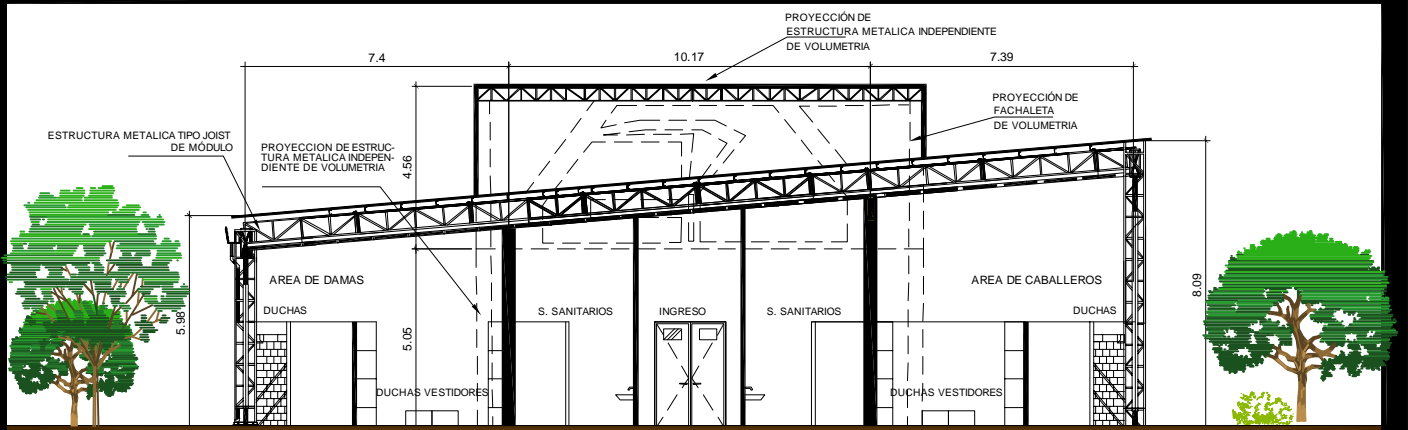 PROYECCIÓN DE
ESTRUCTURA METALICA INDEPENDIENTE
DE VOLUMETRIA
7.4
10.17
7.39
PROYECCIÓN DE
FACHALETA
DE VOLUMETRIA
ESTRUCTURA METALICA TIPO JOIST
DE MÓDULO
PROYECCION DE ESTRUC-
TURA METALICA INDEPEN-
DIENTE DE VOLUMETRIA
4.56
AREA DE DAMAS
AREA DE CABALLEROS
8.09
5.98
DUCHAS
S. SANITARIOS
INGRESO
S. SANITARIOS
DUCHAS
5.05
DUCHAS VESTIDORES
DUCHAS VESTIDORES